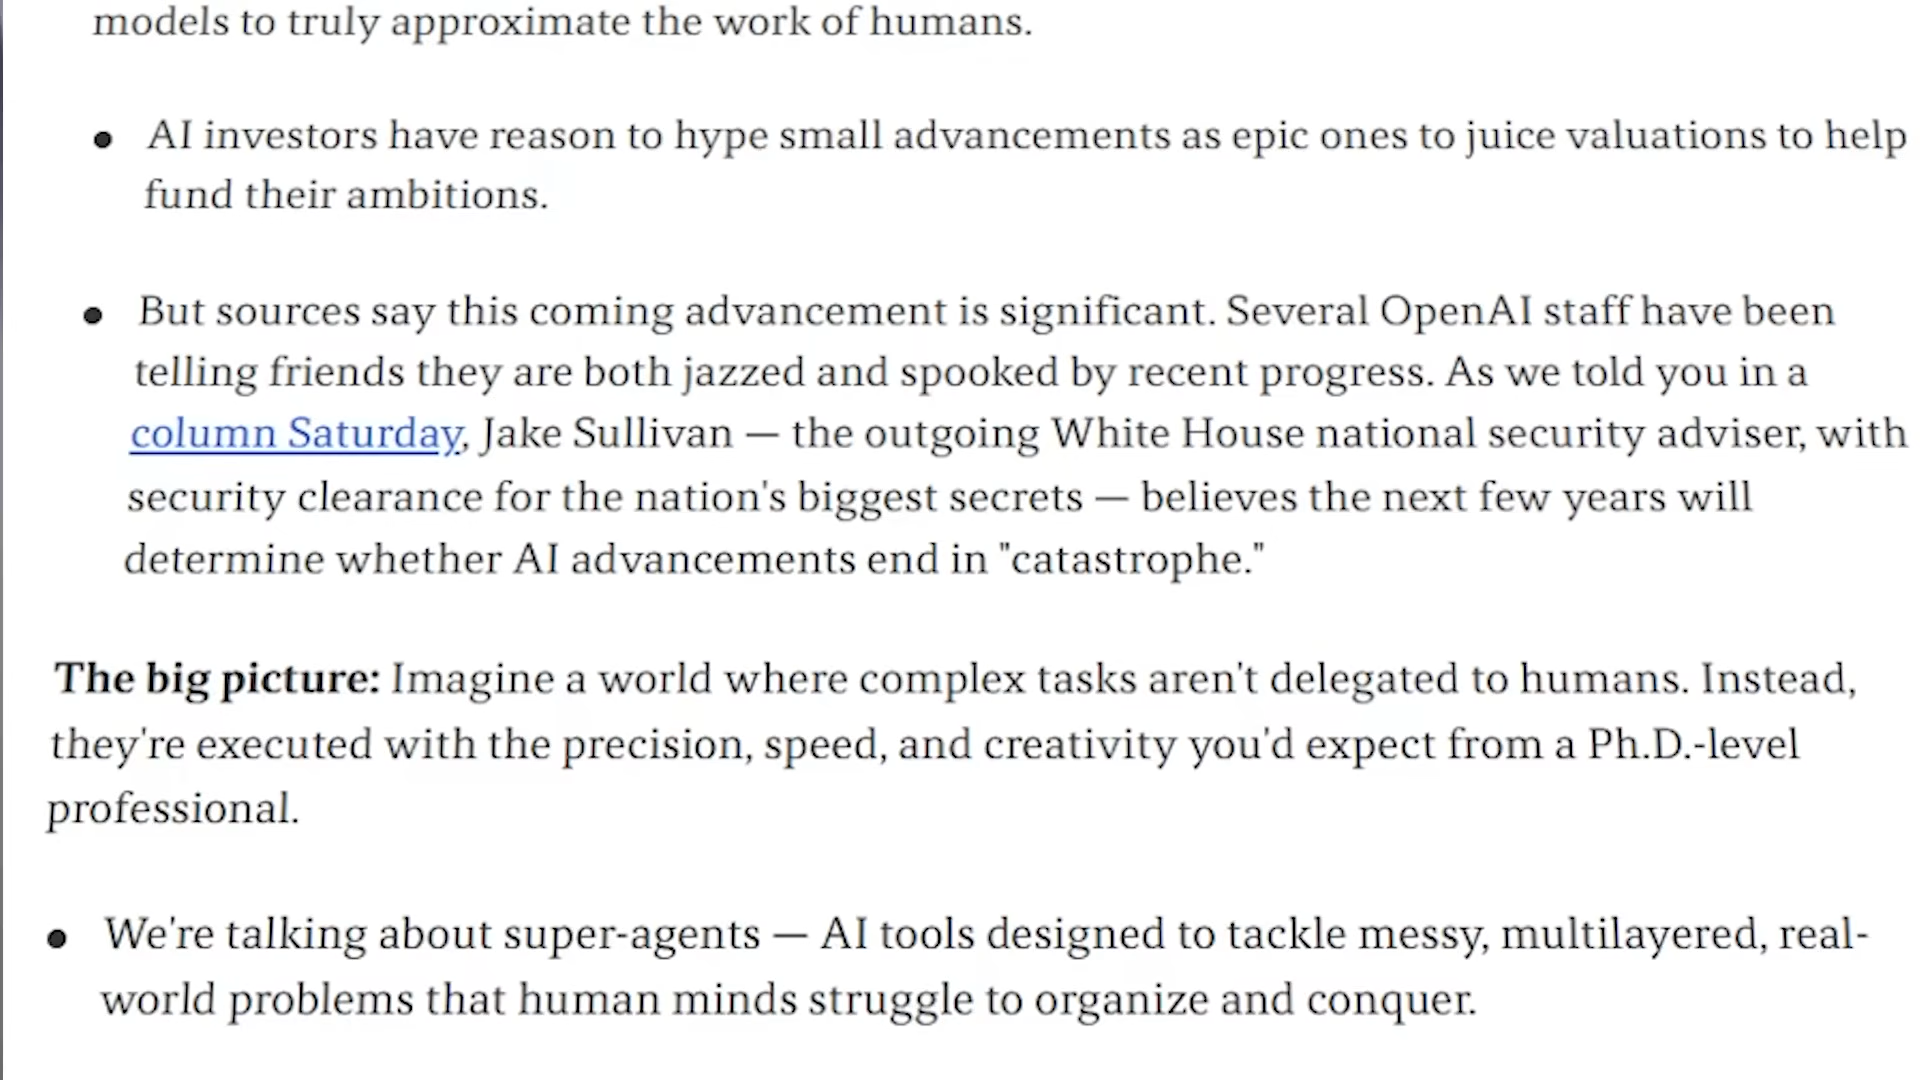 models to truly approximate the work of humans.
● AI investors have reason to hype small advancements as epic ones to juice valuations to help
fund their ambitions.
● But sources say this coming advancement is significant. Several OpenAI staff have been
telling friends they are both jazzed and spooked by recent progress. As we told you in a
column Saturday, Jake Sullivan — the outgoing White House national security adviser, with
security clearance for the nation's biggest secrets — believes the next few years will
determine whether AI advancements end in "catastrophe."
The big picture: Imagine a world where complex tasks aren't delegated to humans. Instead,
they're executed with the precision, speed, and creativity you'd expect from a Ph.D.-level
professional.
● We're talking about super-agents — AI tools designed to tackle messy, multilayered, real-
world problems that human minds struggle to organize and conquer.